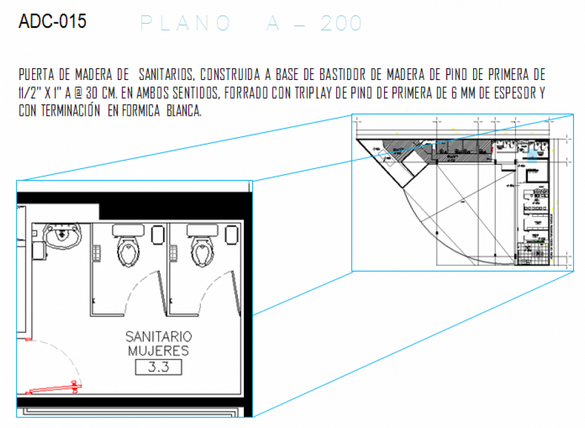 ADC-015 PLANO A - 200
PUERTA DE MADERA DE SANITARIOS, CONSTRUIDA A BASE DE BASTIDOR DE MADERA DE PINO DE PRIMERA DE
11/2" X 1" A @ 30 CM. EN AMBOS SENTIDOS, FORRADO CON TRIPLAY DE PINO DE PRIMERA DE 6 MM DE ESPESOR Y
CON TERMINACIÓN EN FORMICA BLANCA.
SANITARIO
MUJERES
3.3